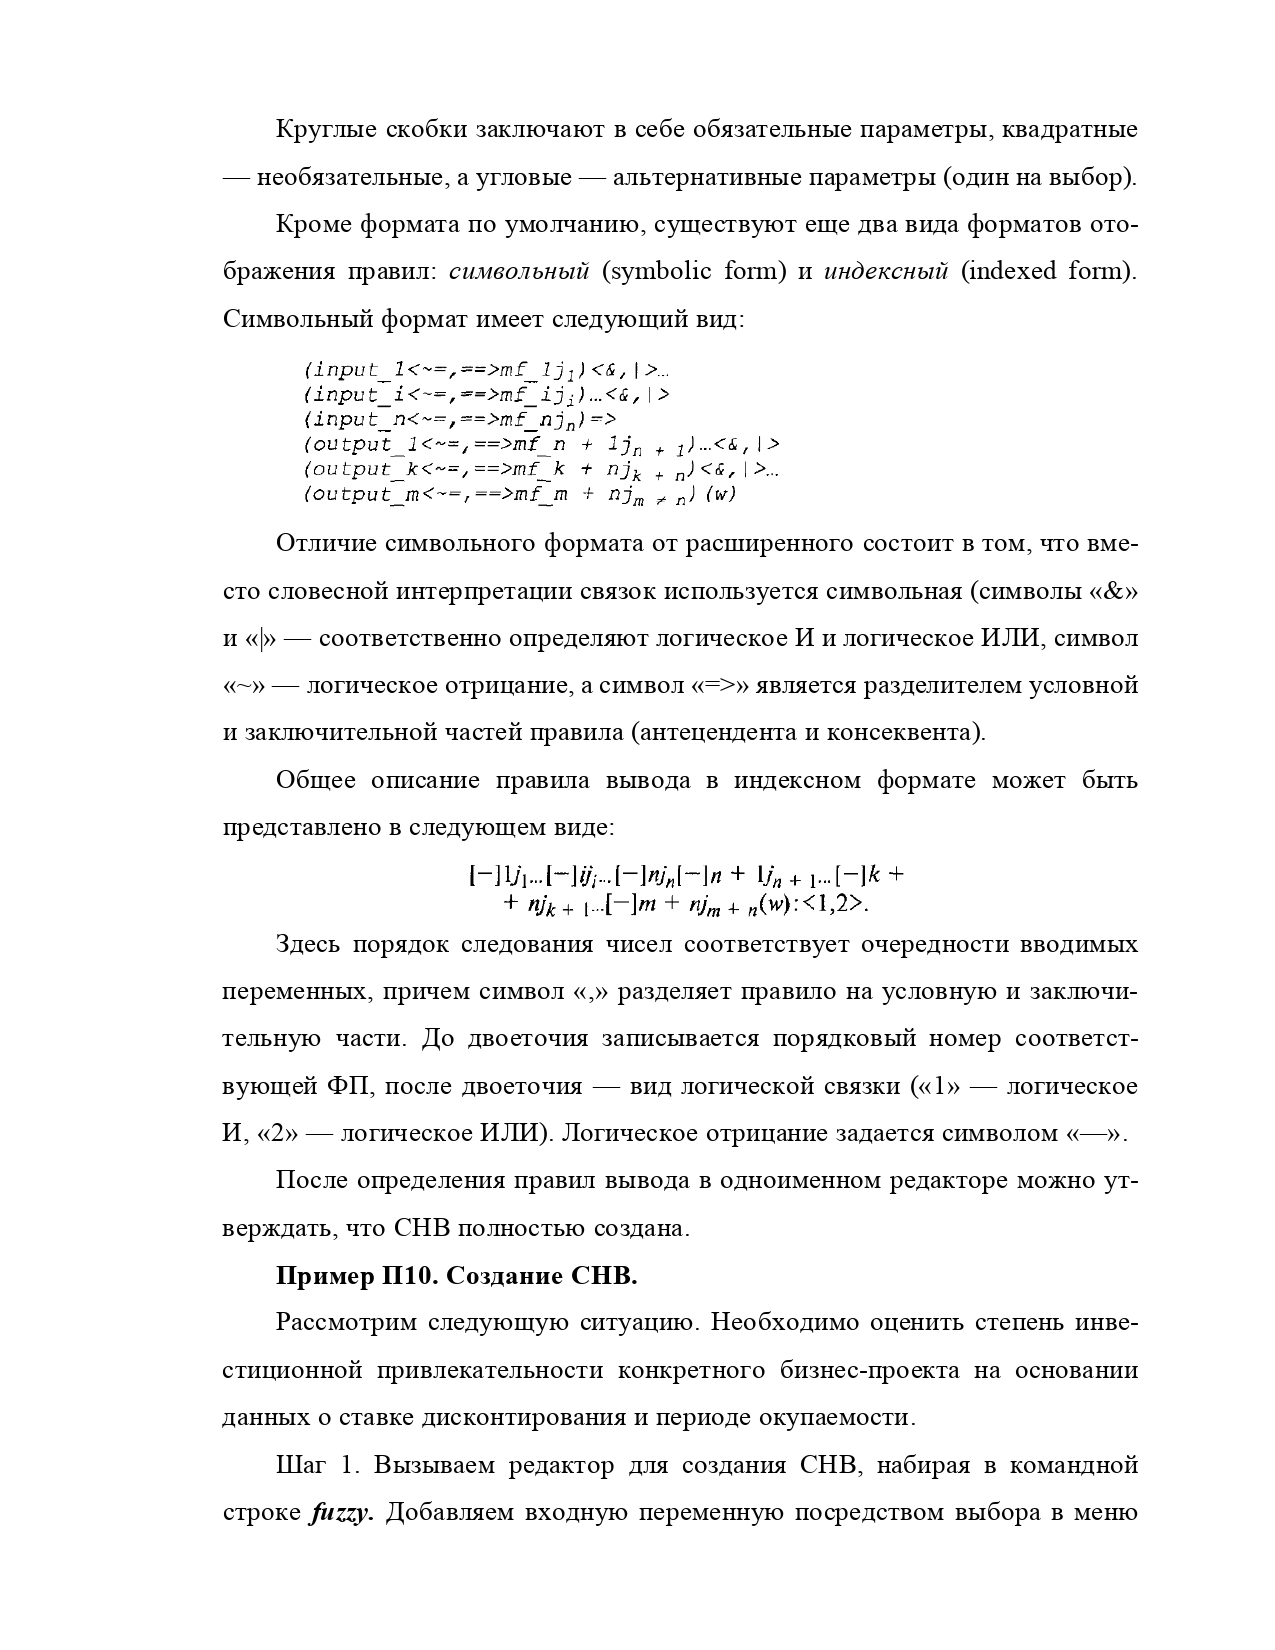 Круглые скобки заключают в себе обязательные параметры, квадратные
— необязательные, а угловые — альтернативные параметры (один на выбор).
Кроме формата по умолчанию, существуют еще два вида форматов ото-
бражения правил: символьный (symbolic form) и индексный (indexed form).
Символьный формат имеет следующий вид:
(input_1<~=,==>mf_1j1)<&,|>…
(input_i<~=,==>mf_iji)…<&,|>
(input_n<~=,==>mf_njn)=>
(output_1<~=,==>mf_n + 1jn + 1)…<&,|>
(output_k<~=,==>mf_k + njk + n)<&,|>…
(output_m<~=,==>mf_m + njm ≠ n)(w)
Отличие символьного формата от расширенного состоит в том, что вме-
сто словесной интерпретации связок используется символьная (символы «&»
и «|» — соответственно определяют логическое И и логическое ИЛИ, символ
«~» — логическое отрицание, а символ «=>» является разделителем условной
и заключительной частей правила (антецендента и консеквента).
Общее описание правила вывода в индексном формате может быть
представлено в следующем виде:
[−]1j1…[−]iji…[−]njn[−]n + 1jn + 1…[−]k +
+ njk + 1…[−]m + njm + n(w):<1,2>.
Здесь порядок следования чисел соответствует очередности вводимых
переменных, причем символ «,» разделяет правило на условную и заключи-
тельную части. До двоеточия записывается порядковый номер соответст-
вующей ФП, после двоеточия — вид логической связки («1» — логическое
И, «2» — логическое ИЛИ). Логическое отрицание задается символом «—».
После определения правил вывода в одноименном редакторе можно ут-
верждать, что СНВ полностью создана.
Пример П10. Создание СНВ.
Рассмотрим следующую ситуацию. Необходимо оценить степень инве-
стиционной привлекательности конкретного бизнес-проекта на основании
данных о ставке дисконтирования и периоде окупаемости.
Шаг 1. Вызываем редактор для создания СНВ, набирая в командной
строке fuzzy. Добавляем входную переменную посредством выбора в меню